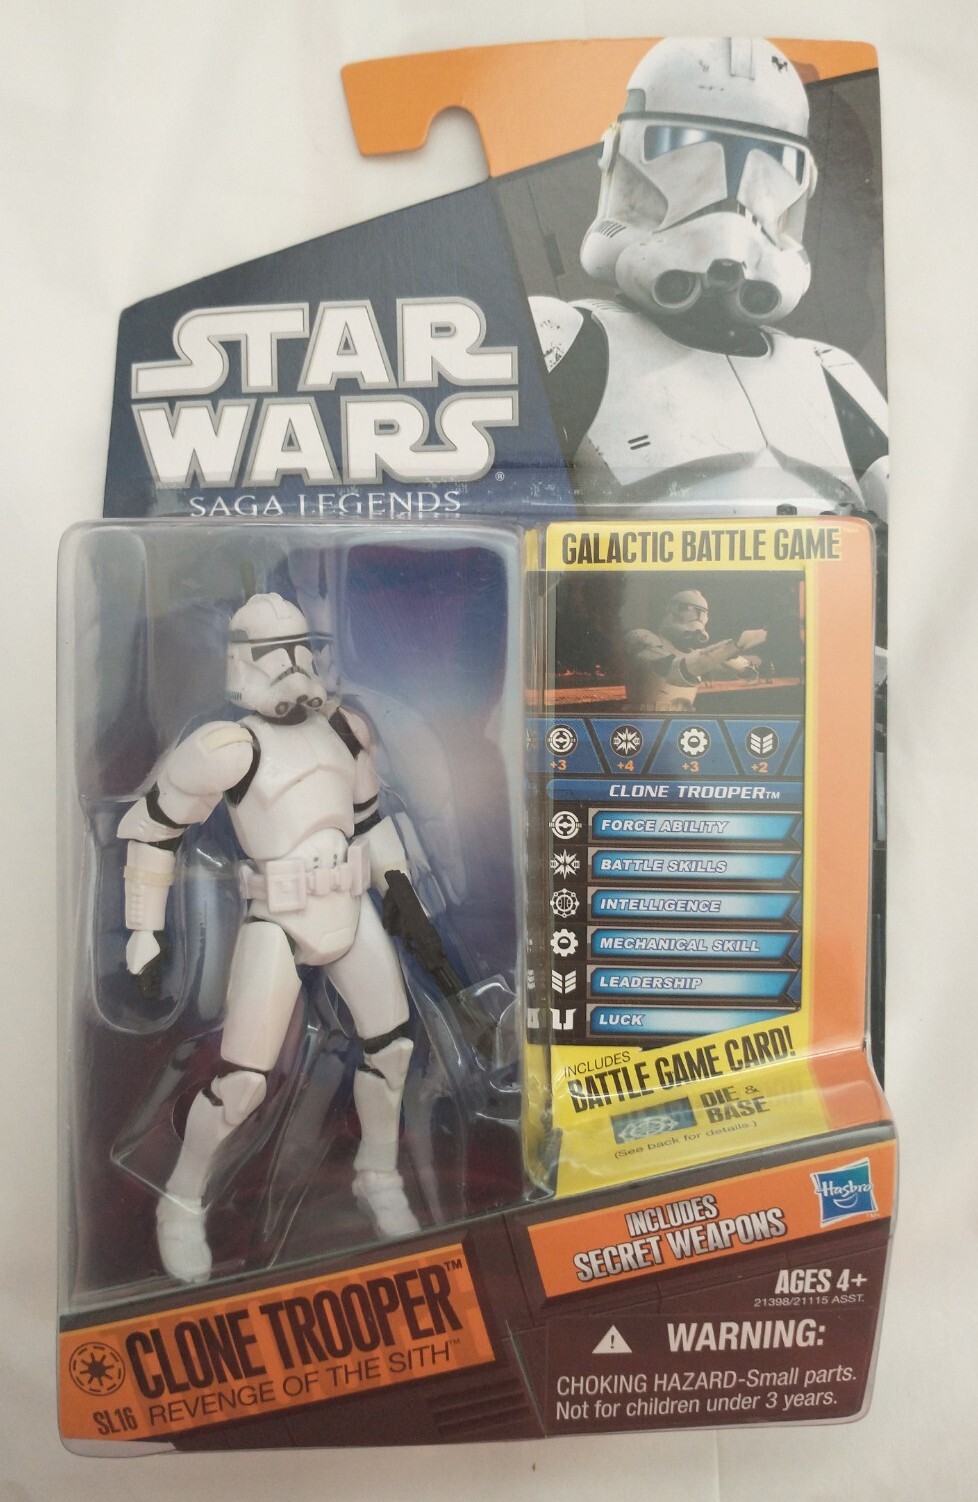 STAR
WARS
®
SAGA LEGENDS
GALACTIC BATTLE GAME
+3 +4 +3 +2
CLONE TROOPER™
FORCE ABILITY
BATTLE SKILLS
INTELLIGENCE
MECHANICAL SKILL
LEADERSHIP
LUCK
INCLUDES
BATTLE GAME CARD!
DIE &
BASE
(See back for details.)
Hasbro
INCLUDES
SECRET WEAPONS
AGES 4+
21398/21115 ASST.
CLONE TROOPER™
SL16 REVENGE OF THE SITH™
WARNING:
CHOKING HAZARD-Small parts.
Not for children under 3 years.